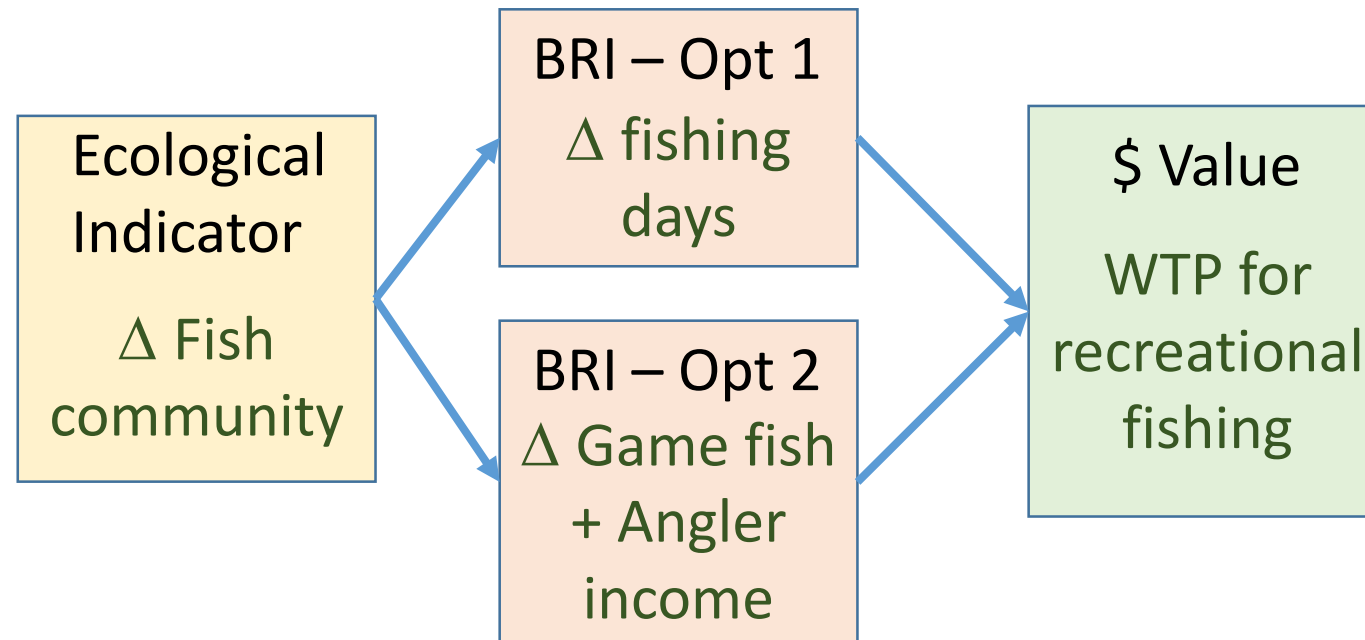 Ecological
Indicator
Δ Fish
community
BRI – Opt 1
Δ fishing
days
BRI – Opt 2
Δ Game fish
+ Angler
income
$ Value
WTP for
recreational
fishing